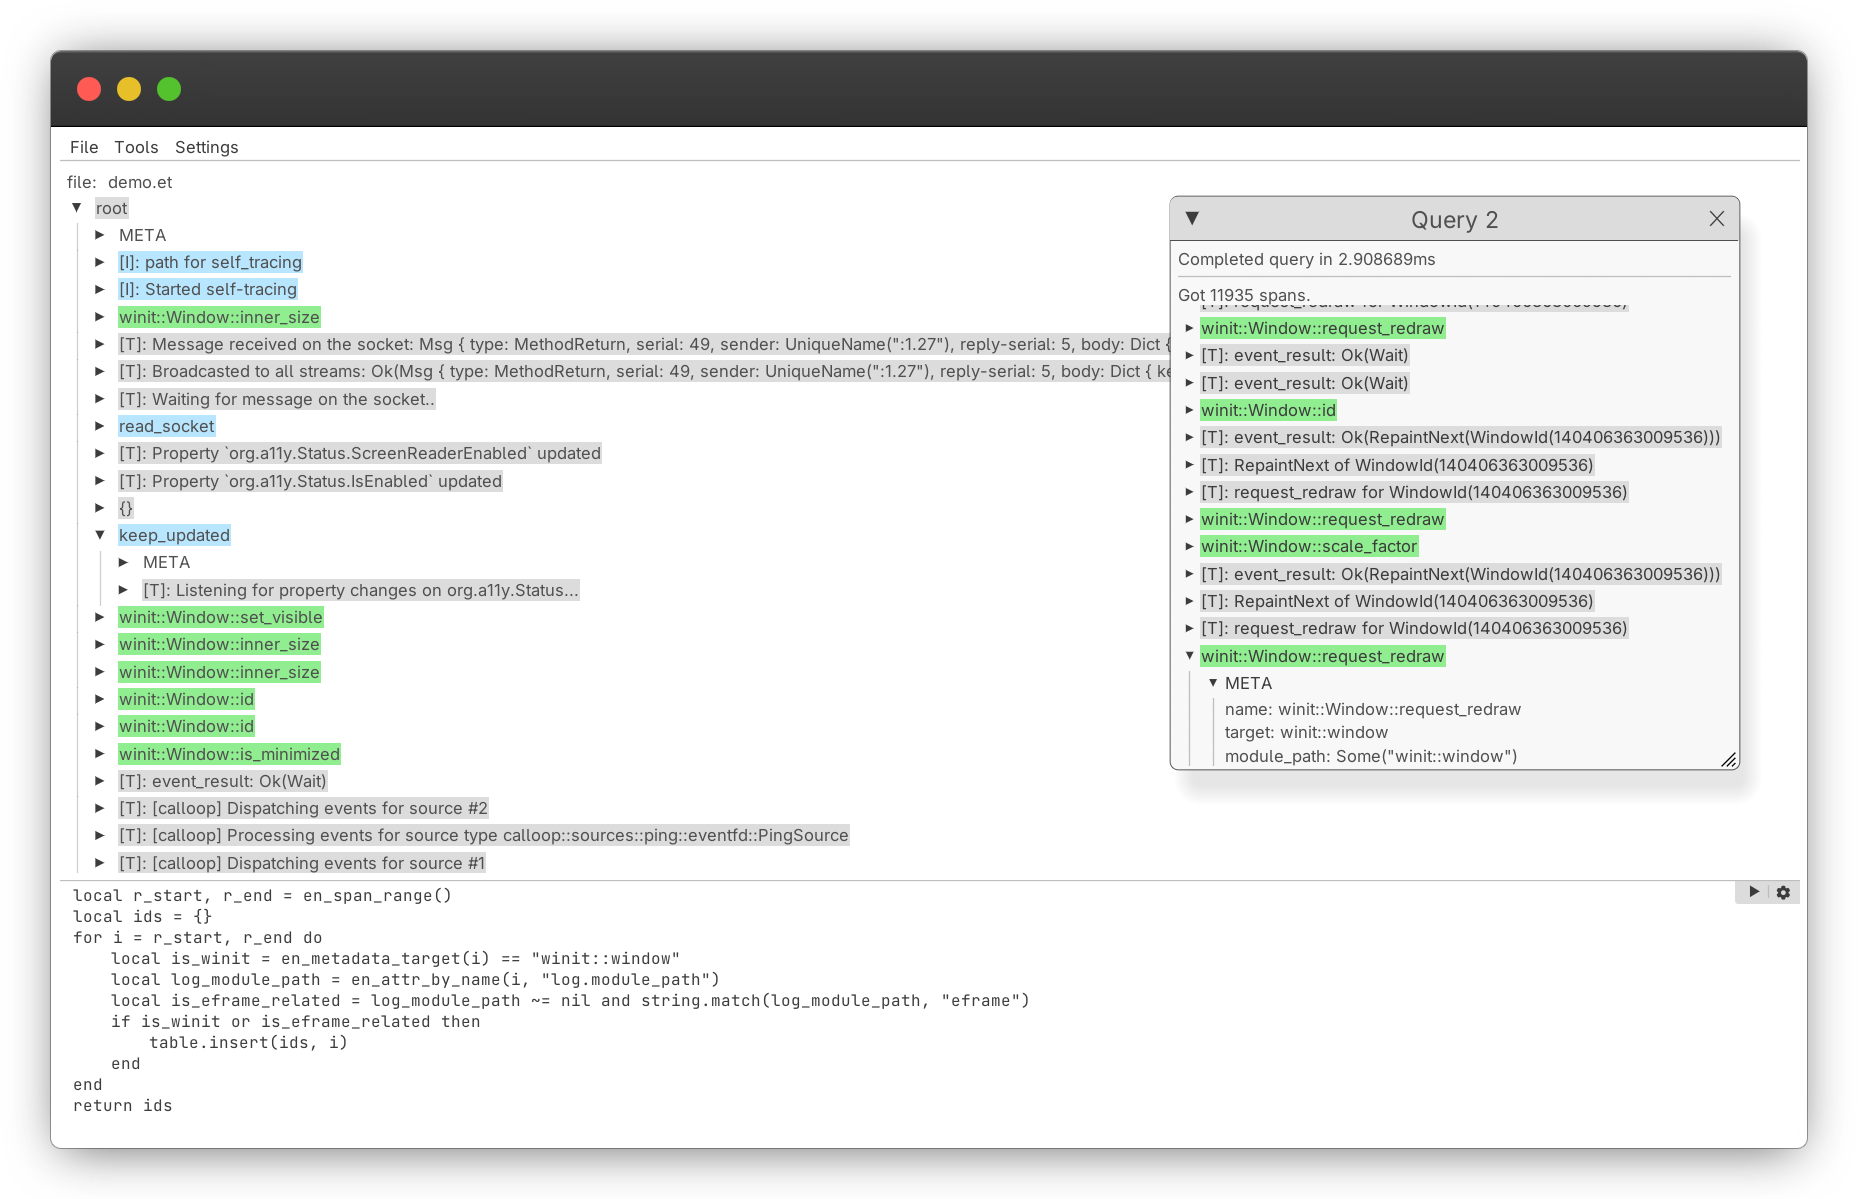 File Tools Settings
file: demo.et
root
META
[I]: path for self_tracing
[I]: Started self-tracing
winit::Window::inner_size
[T]: Message received on the socket: Msg { type: MethodReturn, serial: 49, sender: UniqueName(":1.27"), reply-serial: 5, body: Dict {
[T]: Broadcasted to all streams: Ok(Msg { type: MethodReturn, serial: 49, sender: UniqueName(":1.27"), reply-serial: 5, body: Dict { ke
[T]: Waiting for message on the socket..
read_socket
[T]: Property `org.a11y.Status.ScreenReaderEnabled` updated
[T]: Property `org.a11y.Status.IsEnabled` updated
{}
keep_updated
META
[T]: Listening for property changes on org.a11y.Status...
winit::Window::set_visible
winit::Window::inner_size
winit::Window::inner_size
winit::Window::id
winit::Window::id
winit::Window::is_minimized
[T]: event_result: Ok(Wait)
[T]: [calloop] Dispatching events for source #2
[T]: [calloop] Processing events for source type calloop::sources::ping::eventfd::PingSource
[T]: [calloop] Dispatching events for source #1
Query 2
Completed query in 2.908689ms
Got 11935 spans.
[T]: request_redraw for WindowId(140406363009536)
winit::Window::request_redraw
[T]: event_result: Ok(Wait)
[T]: event_result: Ok(Wait)
winit::Window::id
[T]: event_result: Ok(RepaintNext(WindowId(140406363009536)))
[T]: RepaintNext of WindowId(140406363009536)
[T]: request_redraw for WindowId(140406363009536)
winit::Window::request_redraw
winit::Window::scale_factor
[T]: event_result: Ok(RepaintNext(WindowId(140406363009536)))
[T]: RepaintNext of WindowId(140406363009536)
[T]: request_redraw for WindowId(140406363009536)
winit::Window::request_redraw
META
name: winit::Window::request_redraw
target: winit::window
module_path: Some("winit::window")
local r_start, r_end = en_span_range()
local ids = {}
for i = r_start, r_end do
    local is_winit = en_metadata_target(i) == "winit::window"
    local log_module_path = en_attr_by_name(i, "log.module_path")
    local is_eframe_related = log_module_path ~= nil and string.match(log_module_path, "eframe")
    if is_winit or is_eframe_related then
        table.insert(ids, i)
    end
end
return ids